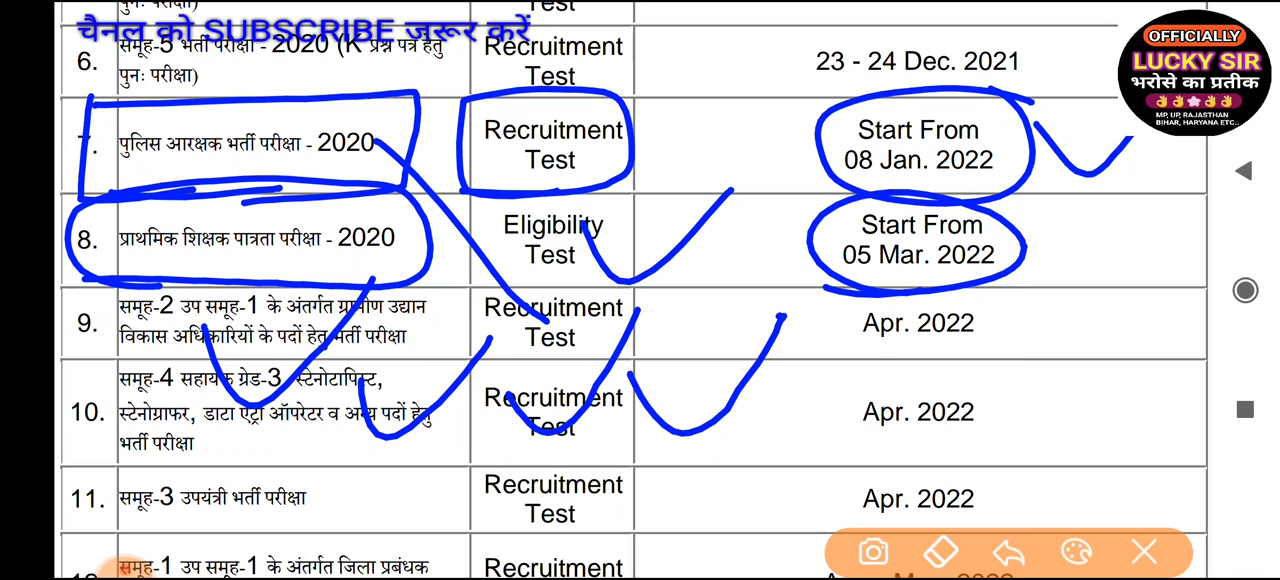 पुनः परीक्षा)
Test
चैनल को SUBSCRIBE ज़रूर करें
6.
समूह-5 भर्ती परीक्षा - 2020 (K प्रश्न पत्र हेतु
पुनः परीक्षा)
Recruitment
Test
23 - 24 Dec. 2021
OFFICIALLY
LUCKY SIR
भरोसे का प्रतीक
MP, UP, RAJASTHAN
BIHAR, HARYANA ETC..
7.
पुलिस आरक्षक भर्ती परीक्षा - 2020
Recruitment
Test
Start From
08 Jan. 2022
8.
प्राथमिक शिक्षक पात्रता परीक्षा - 2020
Eligibility
Test
Start From
05 Mar. 2022
9.
समूह-2 उप समूह-1 के अंतर्गत ग्रामीण उद्यान
विकास अधिकारियों के पदों हेतु भर्ती परीक्षा
Recruitment
Test
Apr. 2022
10.
समूह-4 सहायक ग्रेड-3, स्टेनोटापिस्ट,
स्टेनोग्राफर, डाटा एंट्री ऑपरेटर व अन्य पदों हेतु
भर्ती परीक्षा
Recruitment
Test
Apr. 2022
11.
समूह-3 उपयंत्री भर्ती परीक्षा
Recruitment
Test
Apr. 2022
समूह-1 उप समूह-1 के अंतर्गत जिला प्रबंधक
Recruitment